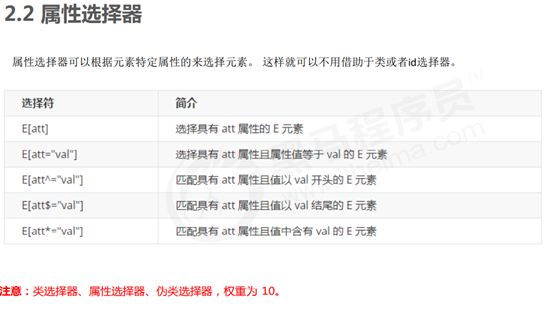 2.2 属性选择器
属性选择器可以根据元素特定属性的来选择元素。 这样就可以不用借助于类或者id选择器。
选择符 简介
E[att] 选择具有 att 属性的 E 元素
E[att="val"] 选择具有 att 属性且属性值等于 val 的 E 元素
E[att^="val"] 匹配具有 att 属性且值以 val 开头的 E 元素
E[att$="val"] 匹配具有 att 属性且值以 val 结尾的 E 元素
E[att*="val"] 匹配具有 att 属性且值中含有 val 的 E 元素
注意：类选择器、属性选择器、伪类选择器，权重为 10。